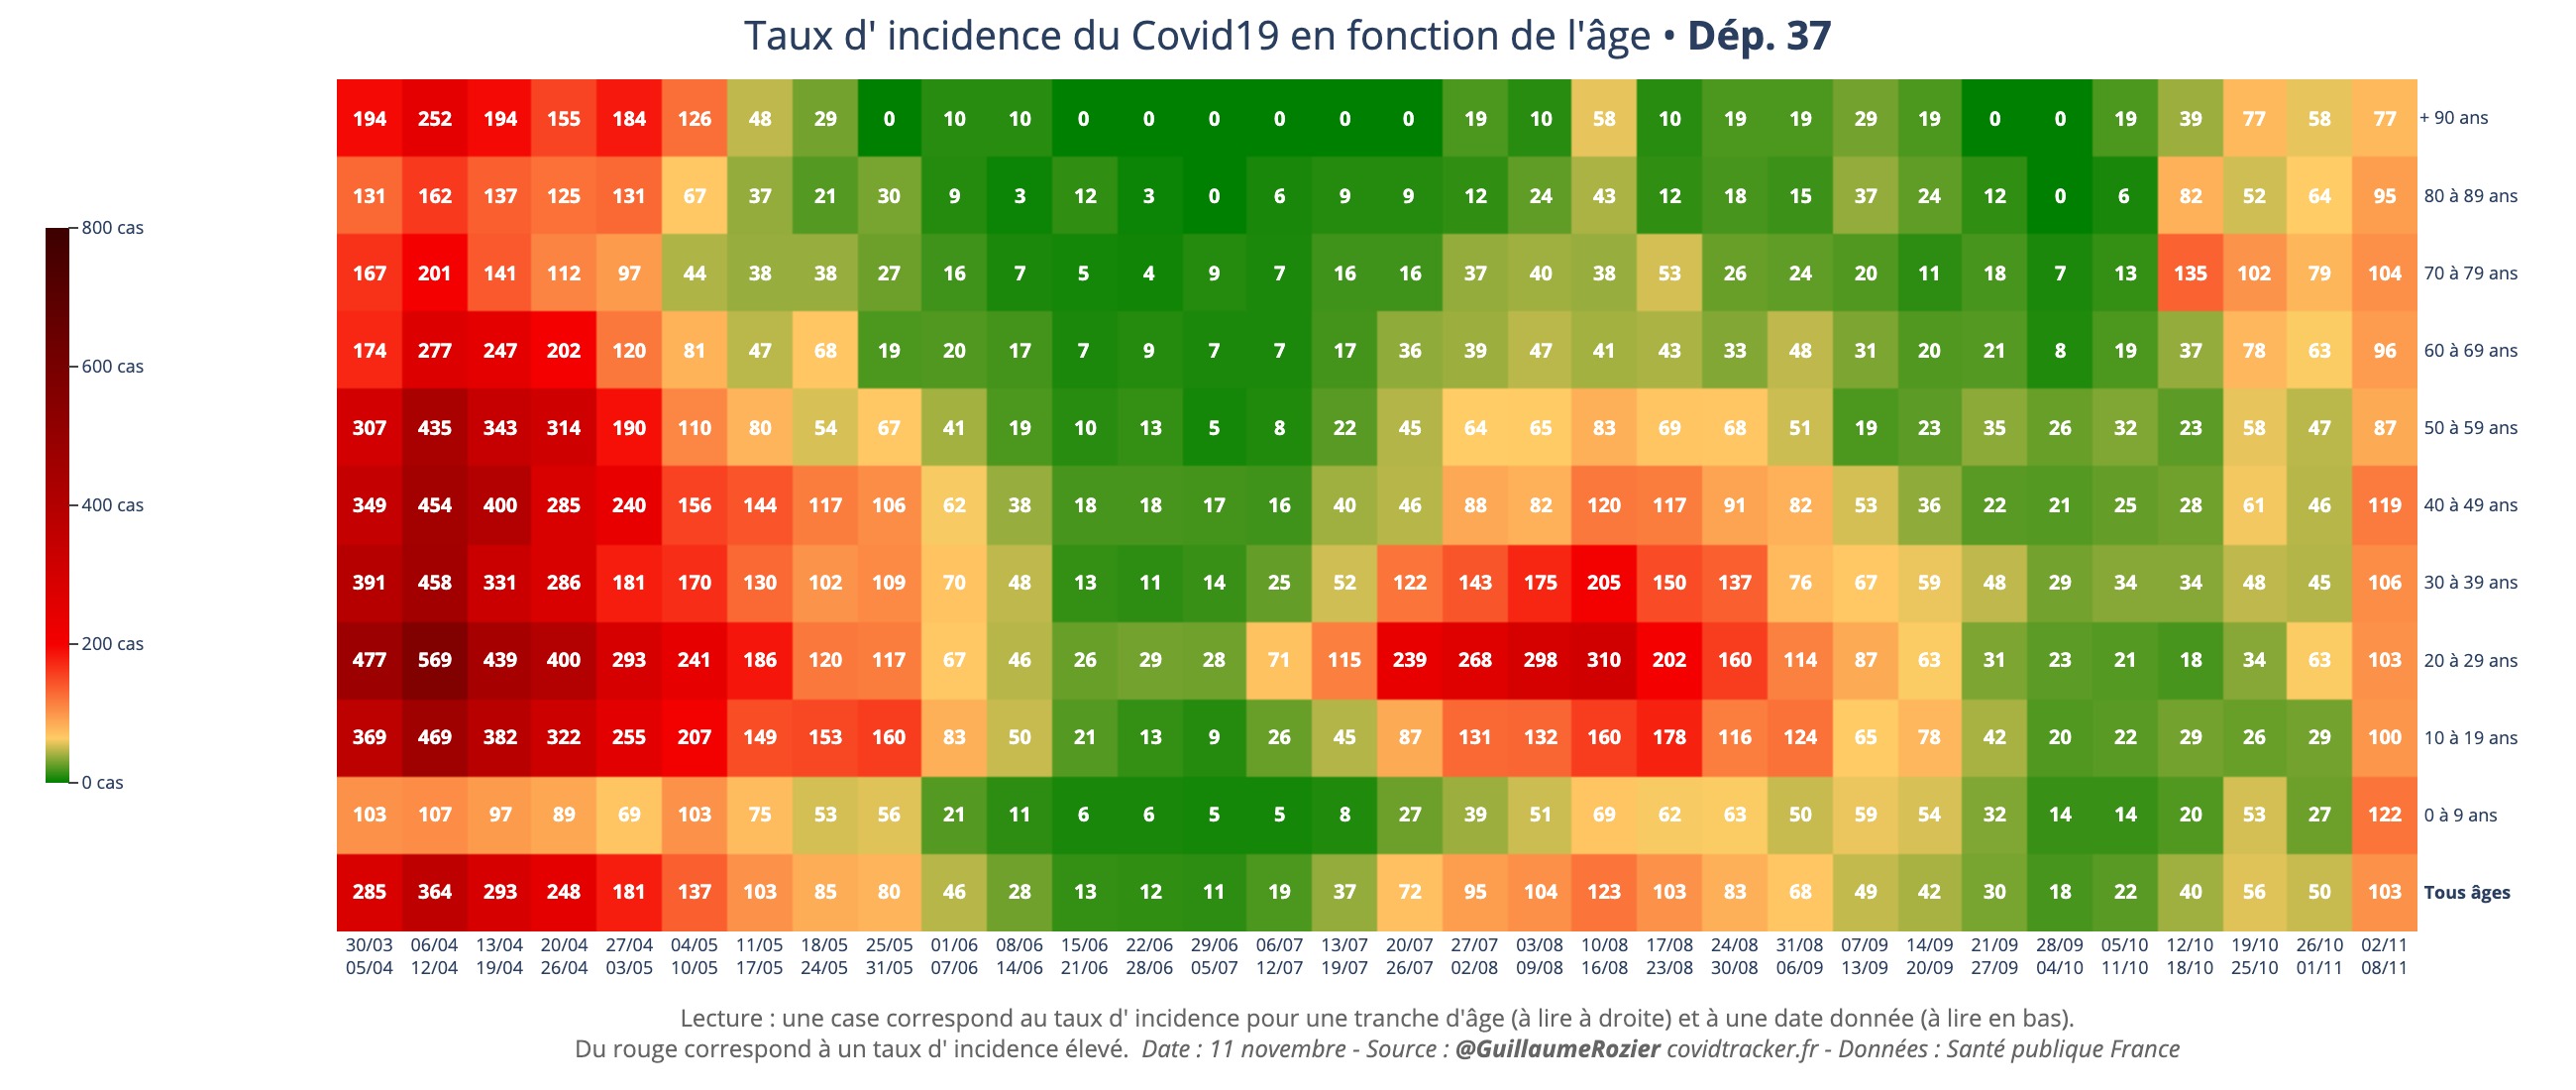 Taux d' incidence du Covid19 en fonction de l'âge • Dép. 37
800 cas
600 cas
400 cas
200 cas
0 cas
194 252 194 155 184 126 48 29 0 10 10 0 0 0 0 0 0 19 10 58 10 19 19 29 19 0 0 19 39 77 58 77 + 90 ans
131 162 137 125 131 67 37 21 30 9 3 12 3 0 6 9 9 12 24 43 12 18 15 37 24 12 0 6 82 52 64 95 80 à 89 ans
167 201 141 112 97 44 38 38 27 16 7 5 4 9 7 16 16 37 40 38 53 26 24 20 11 18 7 13 135 102 79 104 70 à 79 ans
174 277 247 202 120 81 47 68 19 20 17 7 9 7 7 17 36 39 47 41 43 33 48 31 20 21 8 19 37 78 63 96 60 à 69 ans
307 435 343 314 190 110 80 54 67 41 19 10 13 5 8 22 45 64 65 83 69 68 51 19 23 35 26 32 23 58 47 87 50 à 59 ans
349 454 400 285 240 156 144 117 106 62 38 18 18 17 16 40 46 88 82 120 117 91 82 53 36 22 21 25 28 61 46 119 40 à 49 ans
391 458 331 286 181 170 130 102 109 70 48 13 11 14 25 52 122 143 175 205 150 137 76 67 59 48 29 34 34 48 45 106 30 à 39 ans
477 569 439 400 293 241 186 120 117 67 46 26 29 28 71 115 239 268 298 310 202 160 114 87 63 31 23 21 18 34 63 103 20 à 29 ans
369 469 382 322 255 207 149 153 160 83 50 21 13 9 26 45 87 131 132 160 178 116 124 65 78 42 20 22 29 26 29 100 10 à 19 ans
103 107 97 89 69 103 75 53 56 21 11 6 6 5 5 8 27 39 51 69 62 63 50 59 54 32 14 14 20 53 27 122 0 à 9 ans
285 364 293 248 181 137 103 85 80 46 28 13 12 11 19 37 72 95 104 123 103 83 68 49 42 30 18 22 40 56 50 103 Tous âges
30/03 06/04 13/04 20/04 27/04 04/05 11/05 18/05 25/05 01/06 08/06 15/06 22/06 29/06 06/07 13/07 20/07 27/07 03/08 10/08 17/08 24/08 31/08 07/09 14/09 21/09 28/09 05/10 12/10 19/10 26/10 02/11
05/04 12/04 19/04 26/04 03/05 10/05 17/05 24/05 31/05 07/06 14/06 21/06 28/06 05/07 12/07 19/07 26/07 02/08 09/08 16/08 23/08 30/08 06/09 13/09 20/09 27/09 04/10 11/10 18/10 25/10 01/11 08/11
Lecture : une case correspond au taux d' incidence pour une tranche d'âge (à lire à droite) et à une date donnée (à lire en bas).
Du rouge correspond à un taux d' incidence élevé. Date : 11 novembre - Source : @GuillaumeRozier covidtracker.fr - Données : Santé publique France